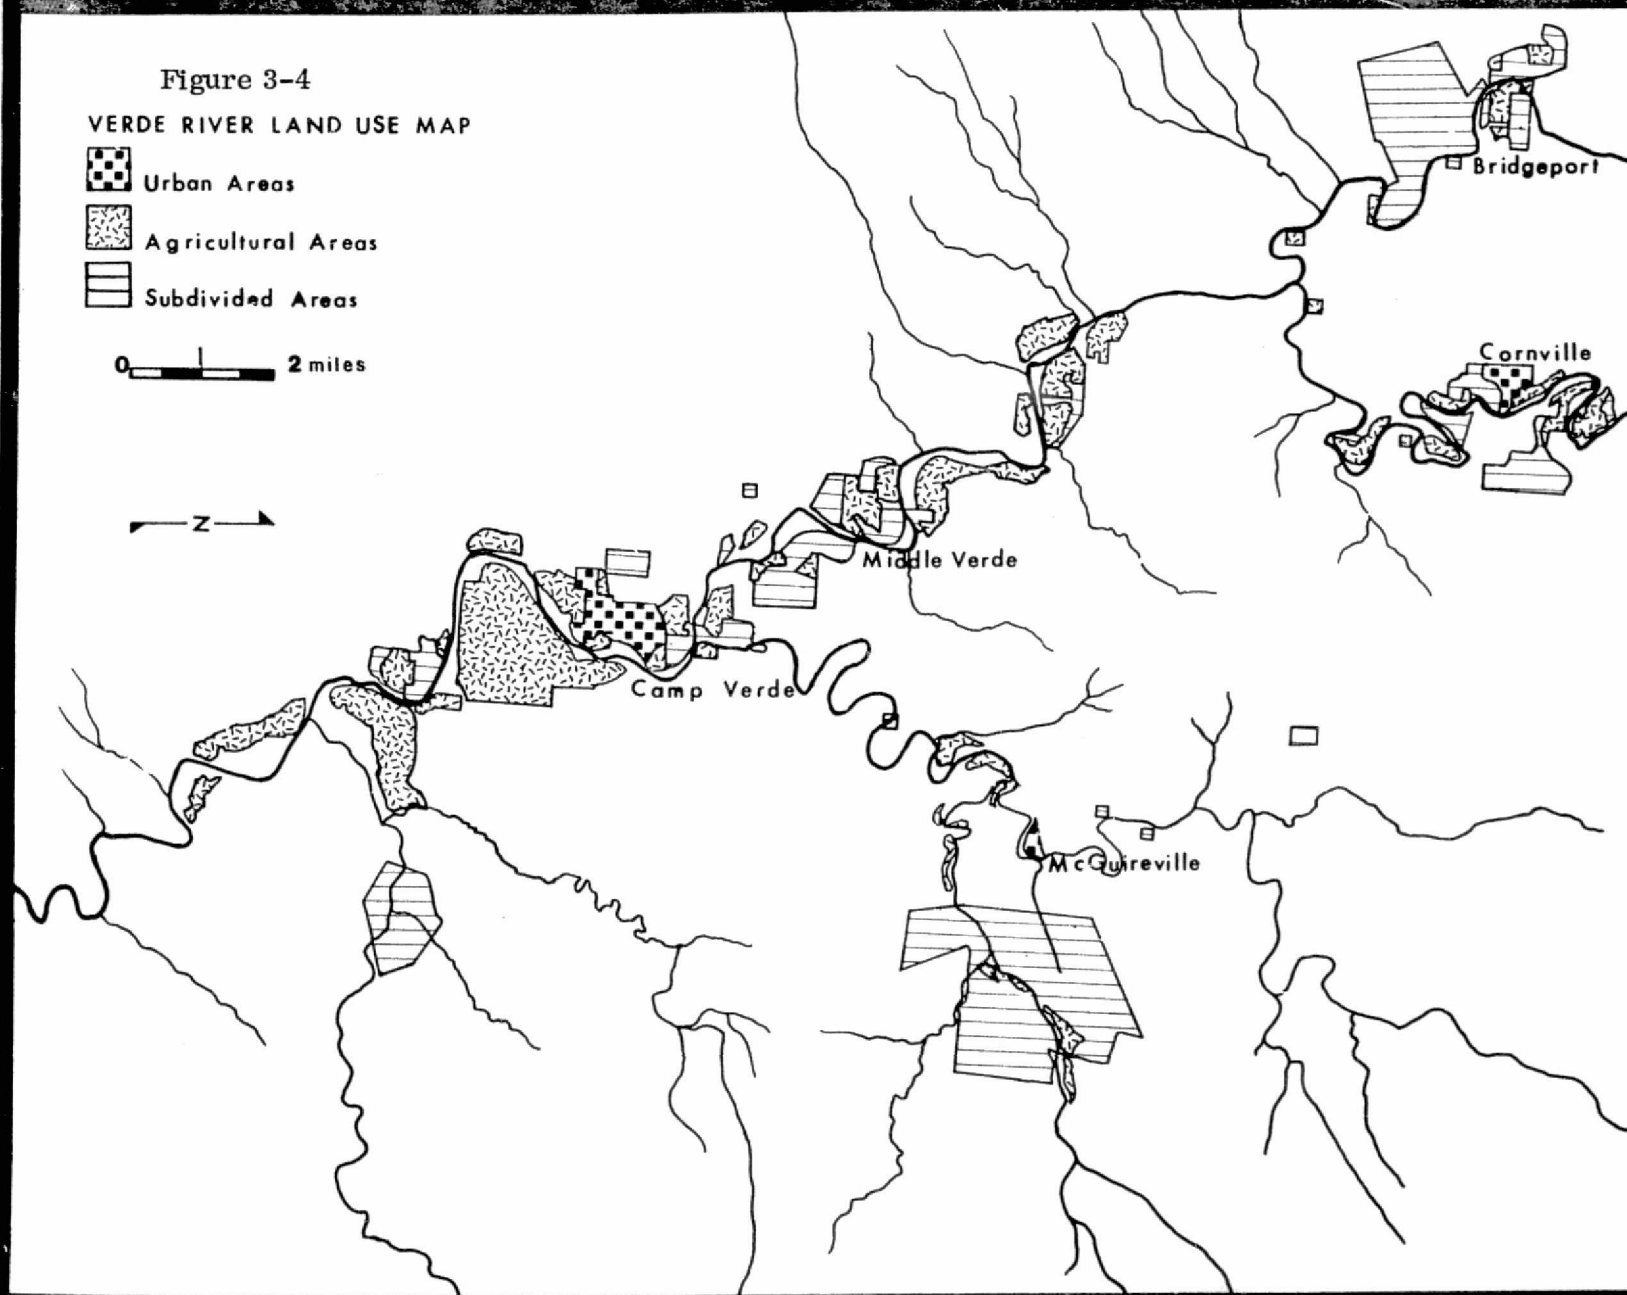 Figure 3-4
VERDE RIVER LAND USE MAP
Urban Areas
Agricultural Areas
Subdivided Areas
0 2 miles
N
Bridgeport
Cornville
Middle Verde
Camp Verde
McGuireville